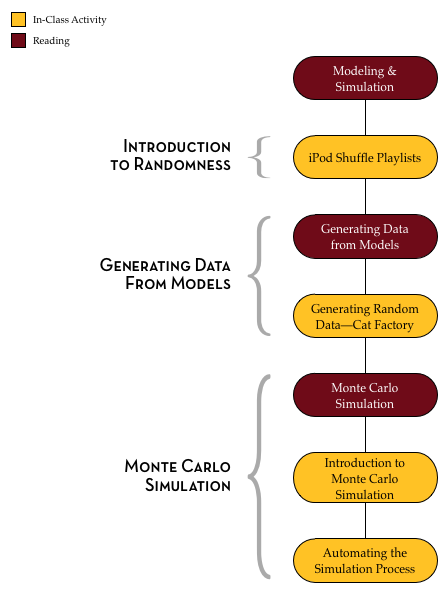 In-Class Activity
Reading
Modeling &
Simulation
Introduction
to Randomness
iPod Shuffle Playlists
Generating Data
From Models
Generating Data
from Models
Generating Random
Data—Cat Factory
Monte Carlo
Simulation
Monte Carlo
Simulation
Introduction to
Monte Carlo
Simulation
Automating the
Simulation Process